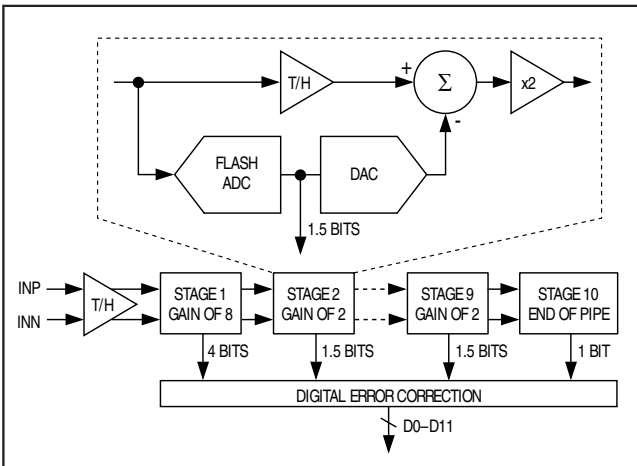 T/H
+
Σ
x2
-
FLASH
ADC
DAC
1.5 BITS
INP
INN
T/H
STAGE 1
GAIN OF 8
STAGE 2
GAIN OF 2
STAGE 9
GAIN OF 2
STAGE 10
END OF PIPE
4 BITS
1.5 BITS
1.5 BITS
1 BIT
DIGITAL ERROR CORRECTION
D0–D11